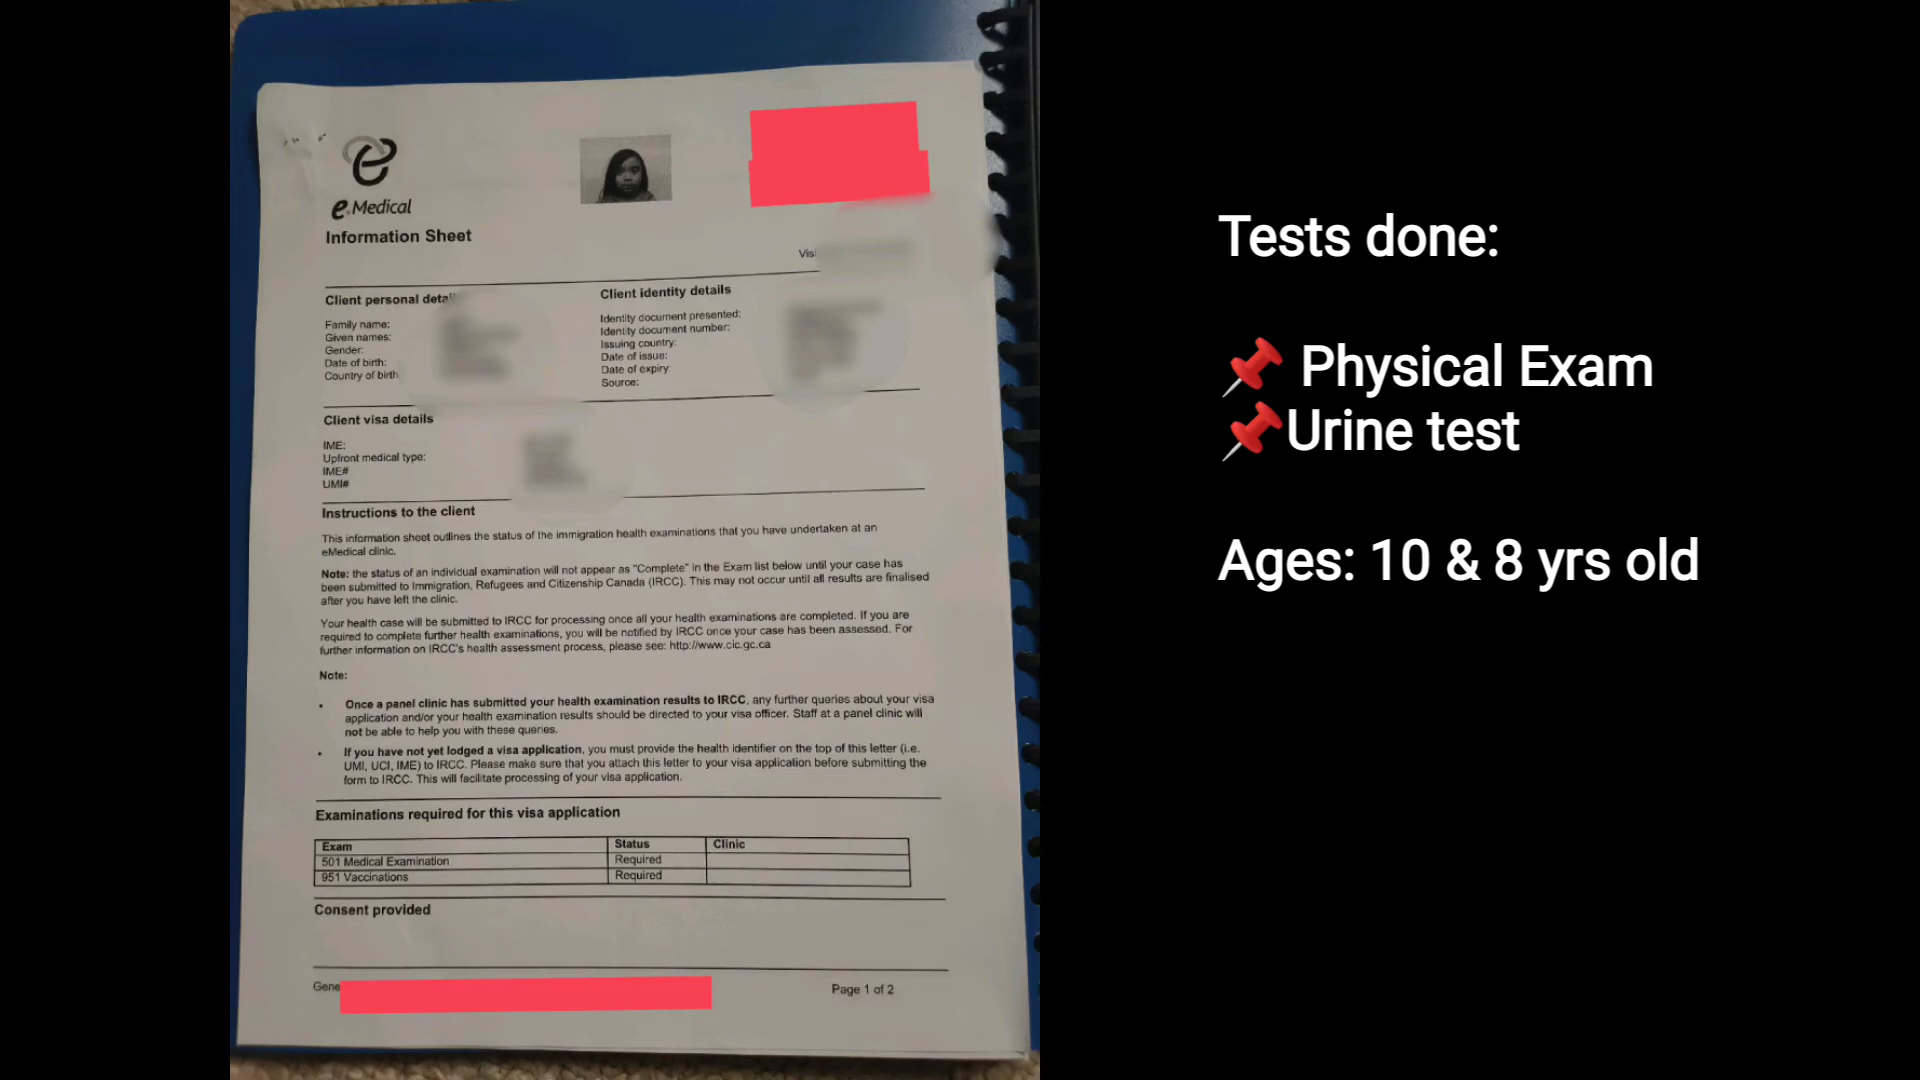 e
e.Medical
Information Sheet
Client personal
Client identity details
Family name:
Given names:
Gender:
Date of birth:
Country of birth
Identity document presented:
Identity document number:
Issuing country:
Date of issue:
Date of expiry:
Source:
Client visa details
IME:
Upfront medical type:
IME#
UMI#
Instructions to the client
This information sheet outlines the status of the immigration health examinations that you have undertaken at an
eMedical clinic.
Note: the status of an individual examination will not appear as "Complete" in the Exam list below until your case has
been submitted to Immigration, Refugees and Citizenship Canada (IRCC). This may not occur until all results are finalised
after you have left the clinic.
Your health case will be submitted to IRCC for processing once all your health examinations are completed. If you are
required to complete further health examinations, you will be notified by IRCC once your case has been assessed. For
further information on IRCC's health assessment process, please see: http://www.cic.gc.ca
Note:
• Once a panel clinic has submitted your health examination results to IRCC, any further queries about your visa
application and/or your health examination results should be directed to your visa officer. Staff at a panel clinic will
not be able to help you with these queries.
• If you have not yet lodged a visa application, you must provide the health identifier on the top of this letter (i.e.
UMI, UCI, IME) to IRCC. Please make sure that you attach this letter to your visa application before submitting the
form to IRCC. This will facilitate processing of your visa application.
Examinations required for this visa application
Exam Status Clinic
501 Medical Examination Required
951 Vaccinations Required
Consent provided
Page 1 of 2
Tests done:
📌 Physical Exam
📌Urine test
Ages: 10 & 8 yrs old